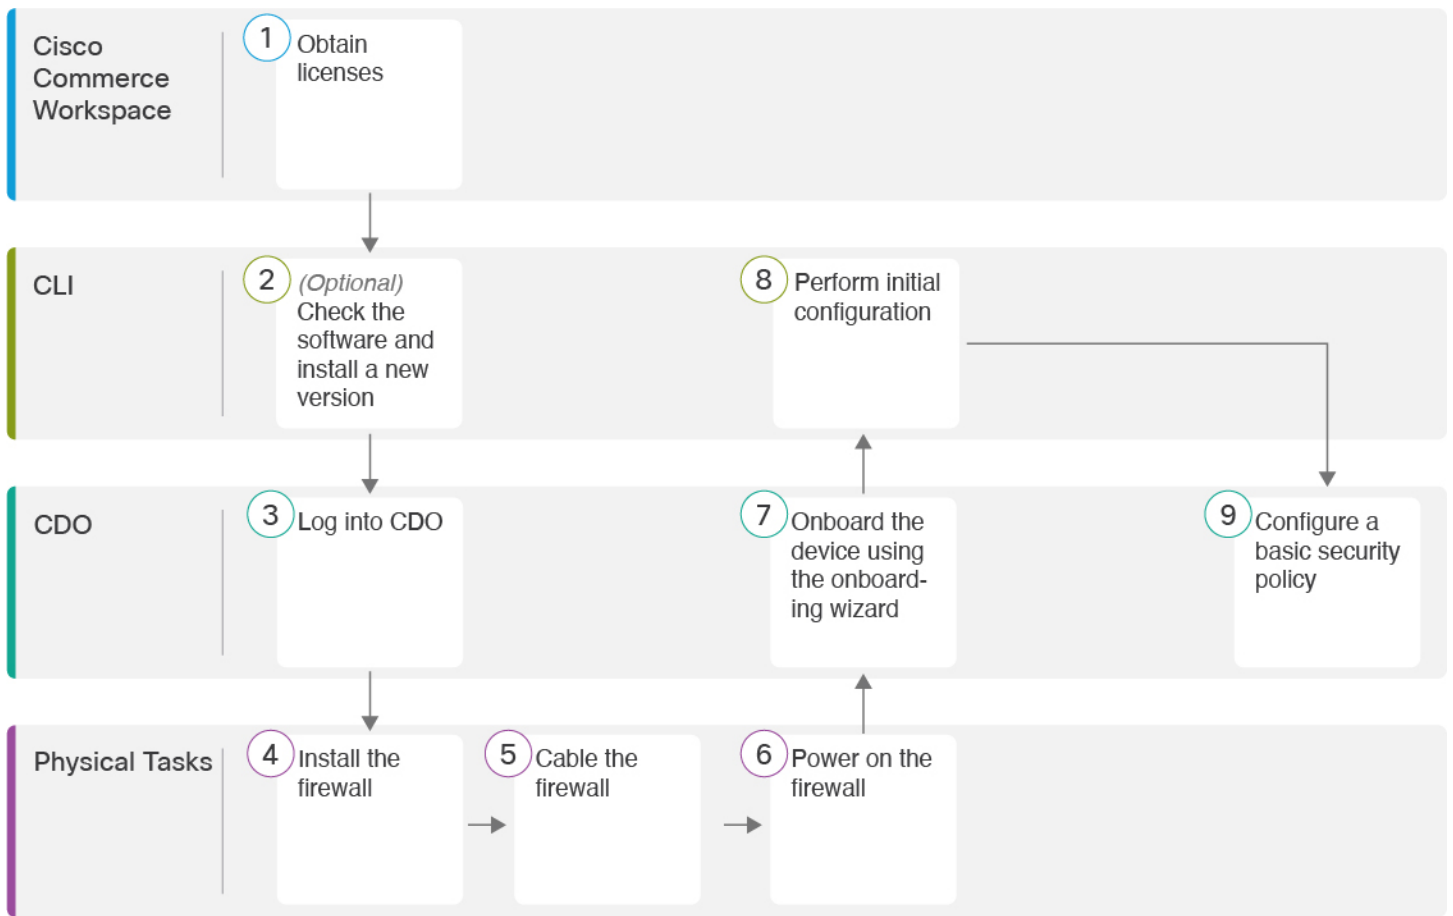 Cisco
Commerce
Workspace
1
Obtain
licenses
CLI
2
(Optional)
Check the
software and
install a new
version
8
Perform initial
configuration
CDO
3
Log into CDO
7
Onboard the
device using
the onboard-
ing wizard
9
Configure a
basic security
policy
Physical Tasks
4
Install the
firewall
5
Cable the
firewall
6
Power on the
firewall